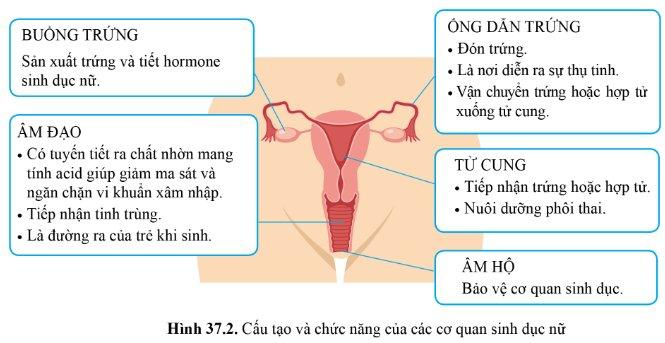 BUỒNG TRỨNG
Sản xuất trứng và tiết hormone
sinh dục nữ.
ÂM ĐẠO
• Có tuyến tiết ra chất nhờn mang
tính acid giúp giảm ma sát và
ngăn chặn vi khuẩn xâm nhập.
• Tiếp nhận tinh trùng.
• Là đường ra của trẻ khi sinh.
ỐNG DẪN TRỨNG
• Đón trứng.
• Là nơi diễn ra sự thụ tinh.
• Vận chuyển trứng hoặc hợp tử
xuống tử cung.
TỬ CUNG
• Tiếp nhận trứng hoặc hợp tử.
• Nuôi dưỡng phôi thai.
ÂM HỘ
Bảo vệ cơ quan sinh dục.
Hình 37.2. Cấu tạo và chức năng của các cơ quan sinh dục nữ